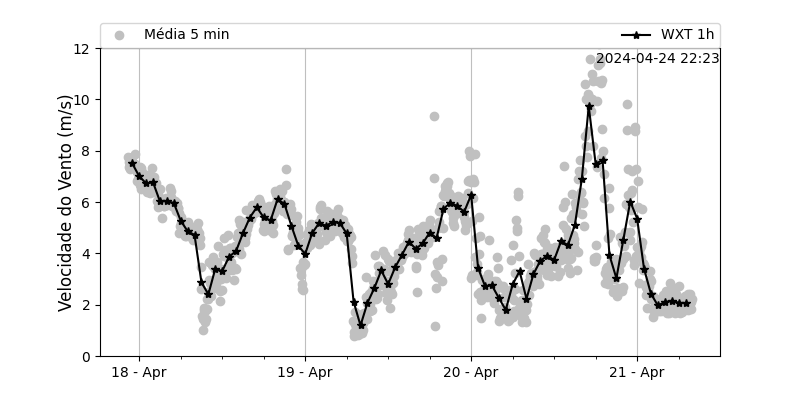 Média 5 min
WXT 1h
2024-04-24 22:23
Velocidade do Vento (m/s)
12
10
8
6
4
2
0
18 - Apr
19 - Apr
20 - Apr
21 - Apr